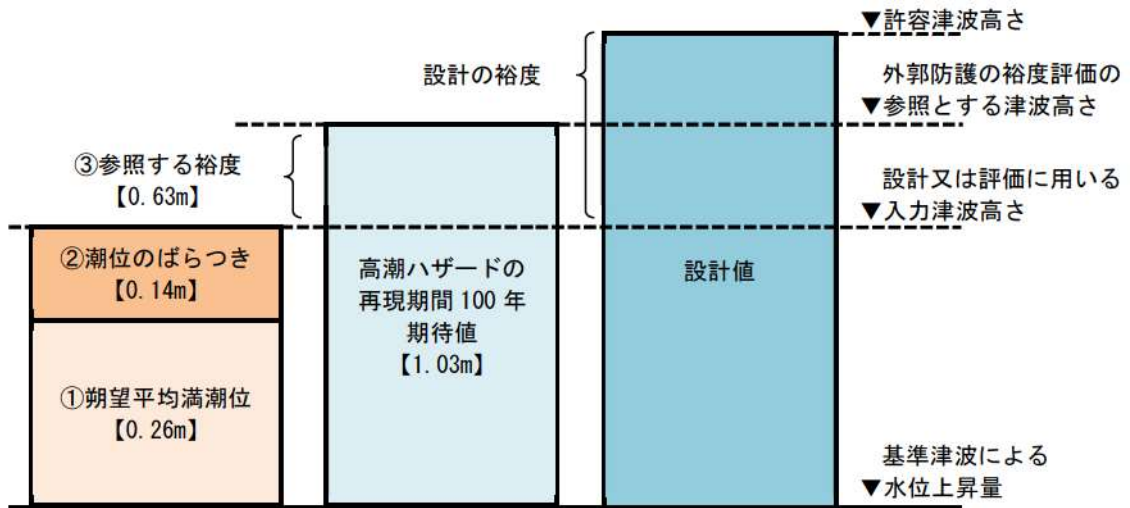 ▼許容津波高さ
設計の裕度
外郭防護の裕度評価の
▼参照とする津波高さ
③参照する裕度
【0.63m】
設計又は評価に用いる
▼入力津波高さ
②潮位のばらつき
【0.14m】
高潮ハザードの
再現期間 100 年
期待値
【1.03m】
設計値
①朔望平均満潮位
【0.26m】
基準津波による
▼水位上昇量